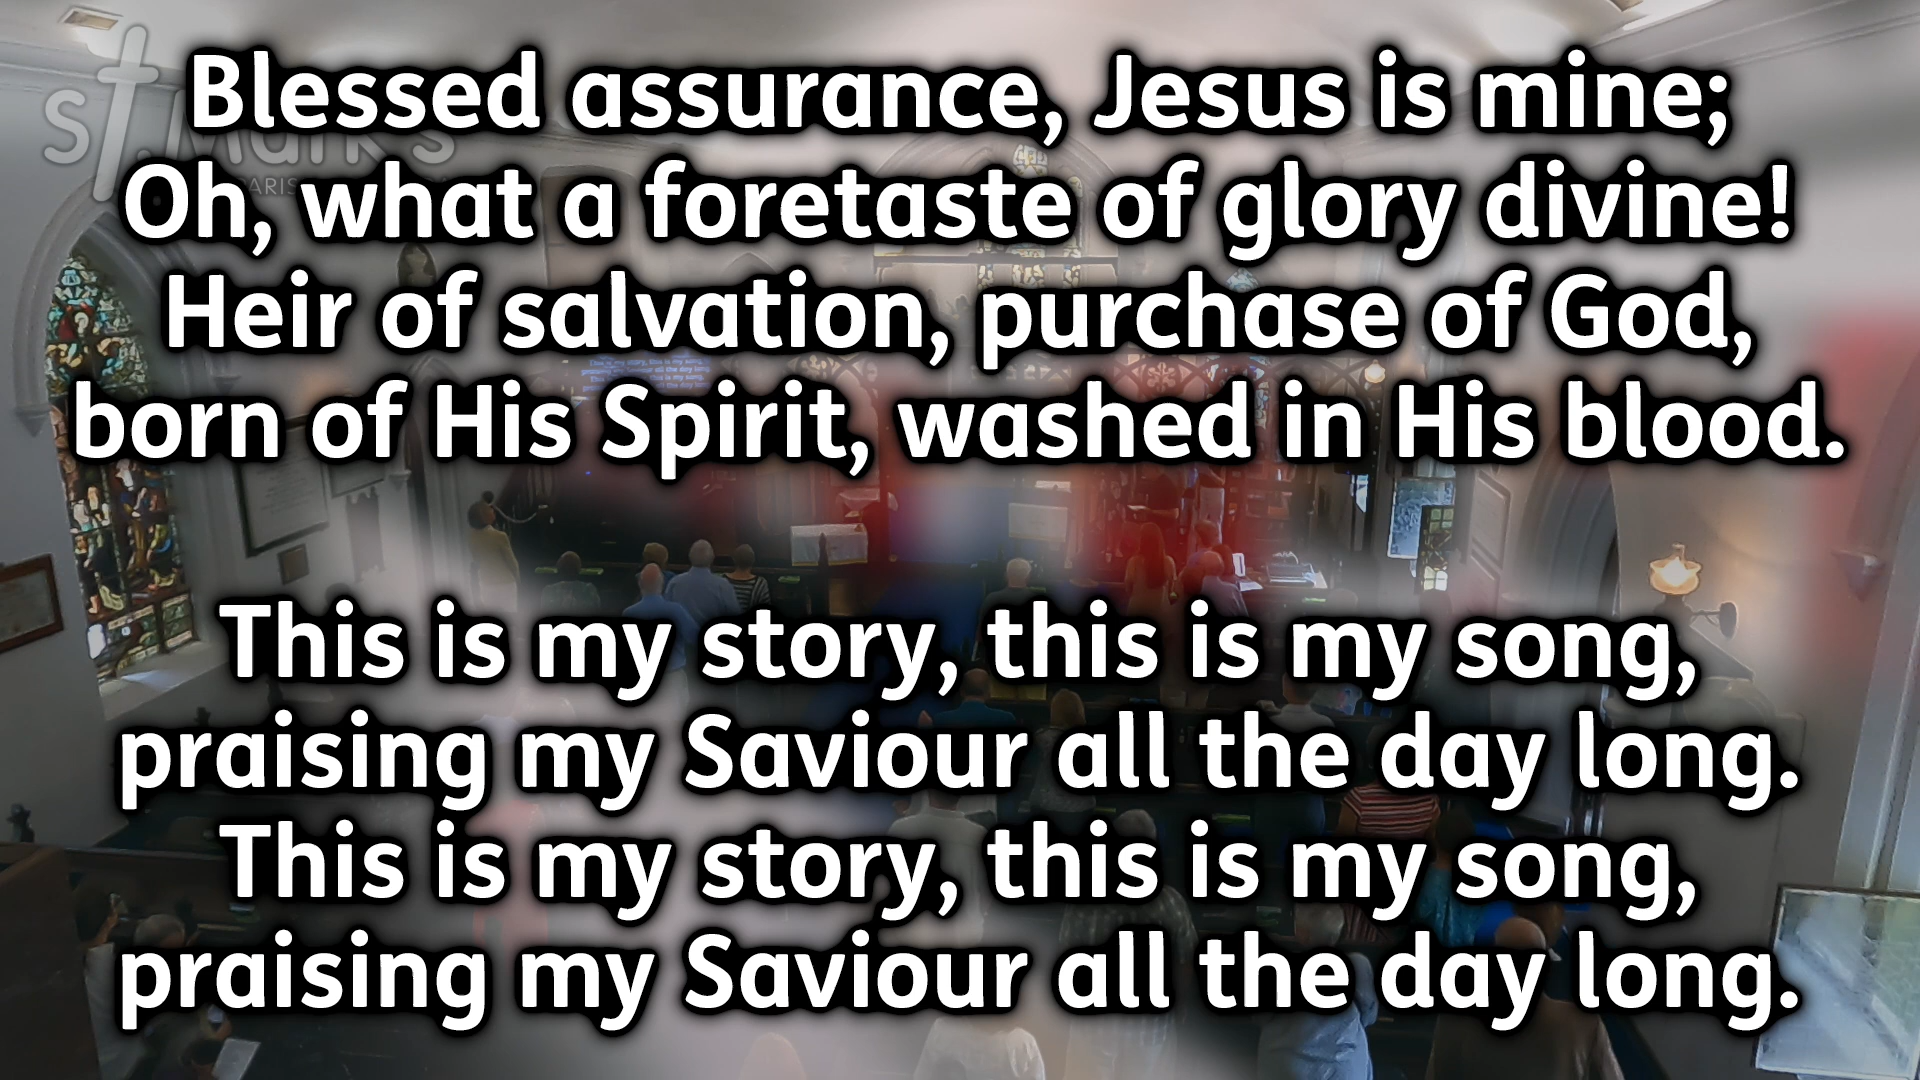 St. Mark's
Blessed assurance, Jesus is mine;
Oh, what a foretaste of glory divine!
Heir of salvation, purchase of God,
born of His Spirit, washed in His blood.
This is my story, this is my song,
praising my Saviour all the day long.
This is my story, this is my song,
praising my Saviour all the day long.